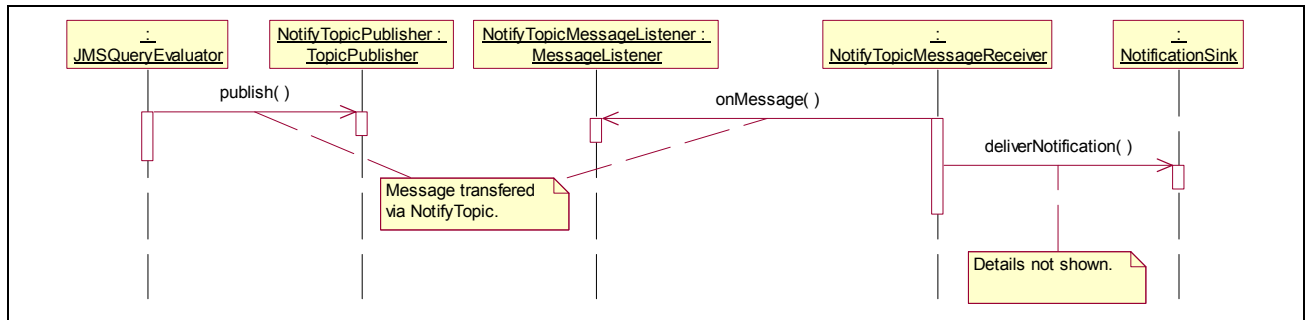 :
JMSQueryEvaluator
NotifyTopicPublisher :
TopicPublisher
NotifyTopicMessageListener :
MessageListener
:
NotifyTopicMessageReceiver
:
NotificationSink
publish( )
onMessage( )
deliverNotification( )
Message transfered
via NotifyTopic.
Details not shown.